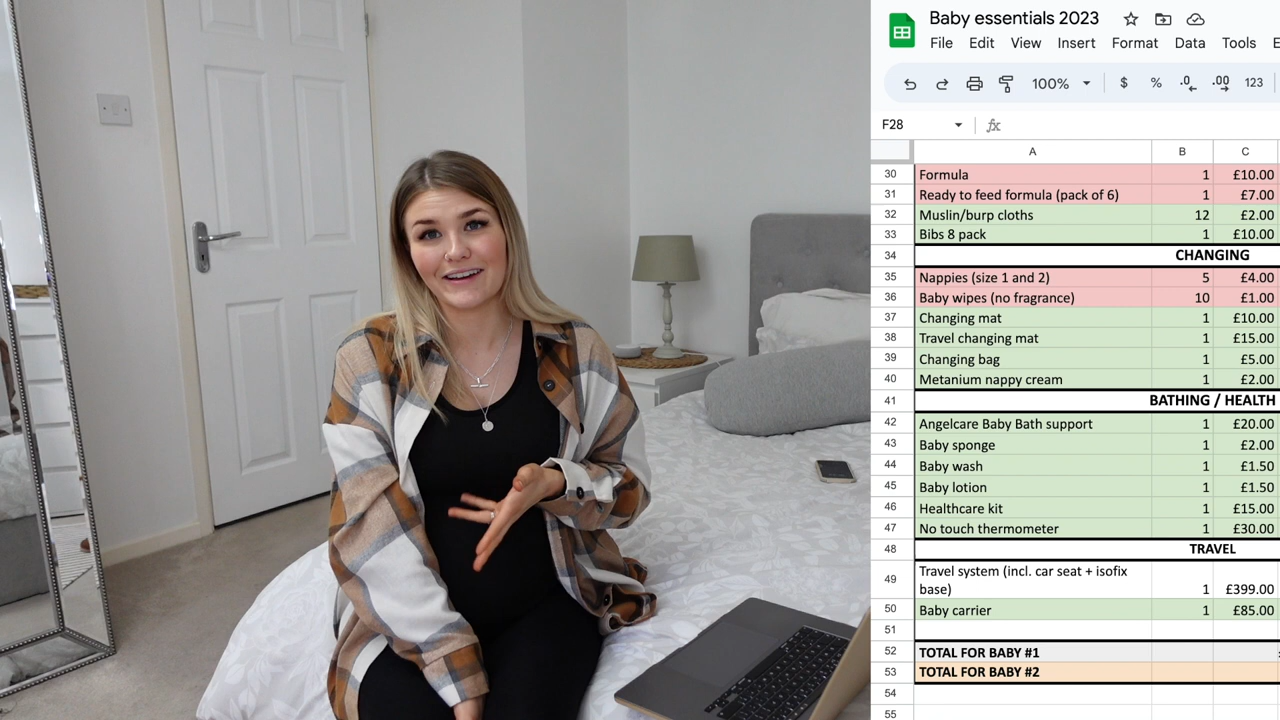 Baby essentials 2023
File Edit View Insert Format Data Tools
100% $ % .0 .00 123
F28 fx
A B C
30 Formula 1 £10.00
31 Ready to feed formula (pack of 6) 1 £7.00
32 Muslin/burp cloths 12 £2.00
33 Bibs 8 pack 1 £10.00
34 CHANGING
35 Nappies (size 1 and 2) 5 £4.00
36 Baby wipes (no fragrance) 10 £1.00
37 Changing mat 1 £10.00
38 Travel changing mat 1 £15.00
39 Changing bag 1 £5.00
40 Metanium nappy cream 1 £2.00
41 BATHING / HEALTH
42 Angelcare Baby Bath support 1 £20.00
43 Baby sponge 1 £2.00
44 Baby wash 1 £1.50
45 Baby lotion 1 £1.50
46 Healthcare kit 1 £15.00
47 No touch thermometer 1 £30.00
48 TRAVEL
Travel system (incl. car seat + isofix
49 base) 1 £399.00
50 Baby carrier 1 £85.00
51
52 TOTAL FOR BABY #1
53 TOTAL FOR BABY #2
54
55